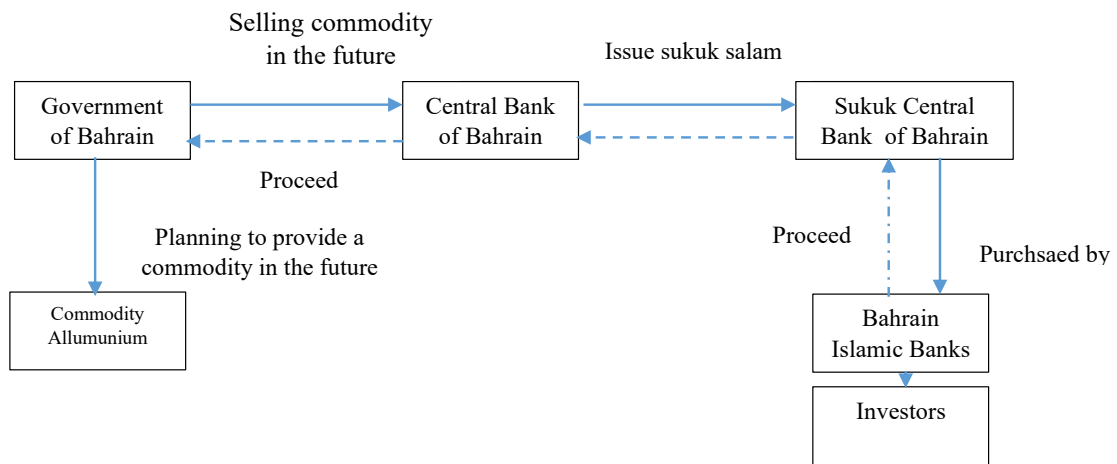 Selling commodity
in the future
Issue sukuk salam
Government
of Bahrain
Central Bank
of Bahrain
Sukuk Central
Bank of Bahrain
Proceed
Planning to provide a
commodity in the future
Proceed
Purchsaed by
Commodity
Allumunium
Bahrain
Islamic Banks
Investors